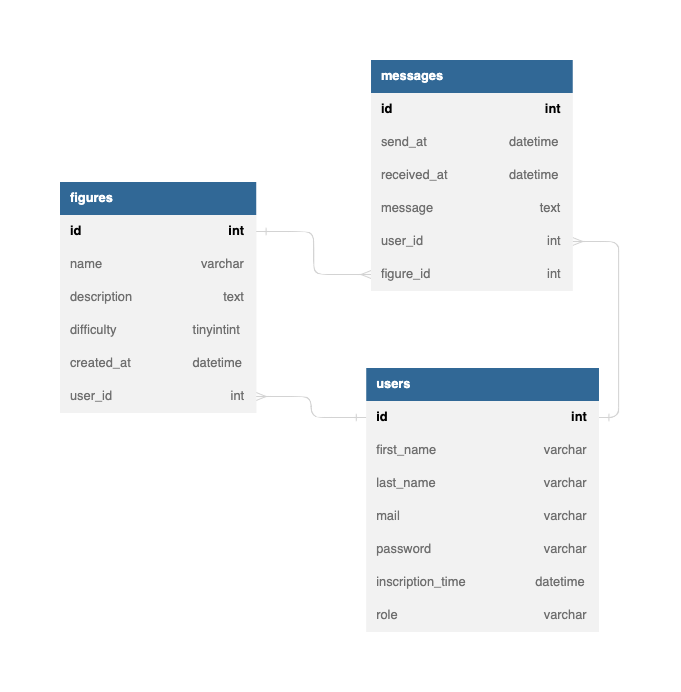 messages
id int
send_at datetime
received_at datetime
message text
user_id int
figure_id int
figures
id int
name varchar
description text
difficulty tinyintint
created_at datetime
user_id int
users
id int
first_name varchar
last_name varchar
mail varchar
password varchar
inscription_time datetime
role varchar